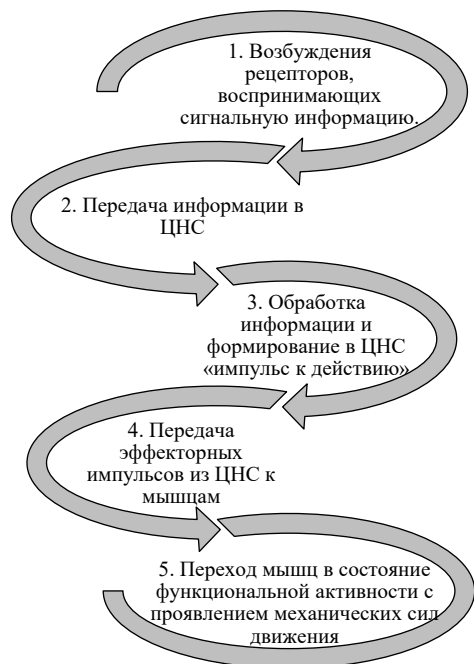 1. Возбуждения
рецепторов,
воспринимающих
сигнальную информацию.
2. Передача информации в
ЦНС
3. Обработка
информации и
формирование в ЦНС
«импульс к действию»
4. Передача
эффекторных
импульсов из ЦНС к
мышцам
5. Переход мышц в состояние
функциональной активности с
проявлением механических сил
движения